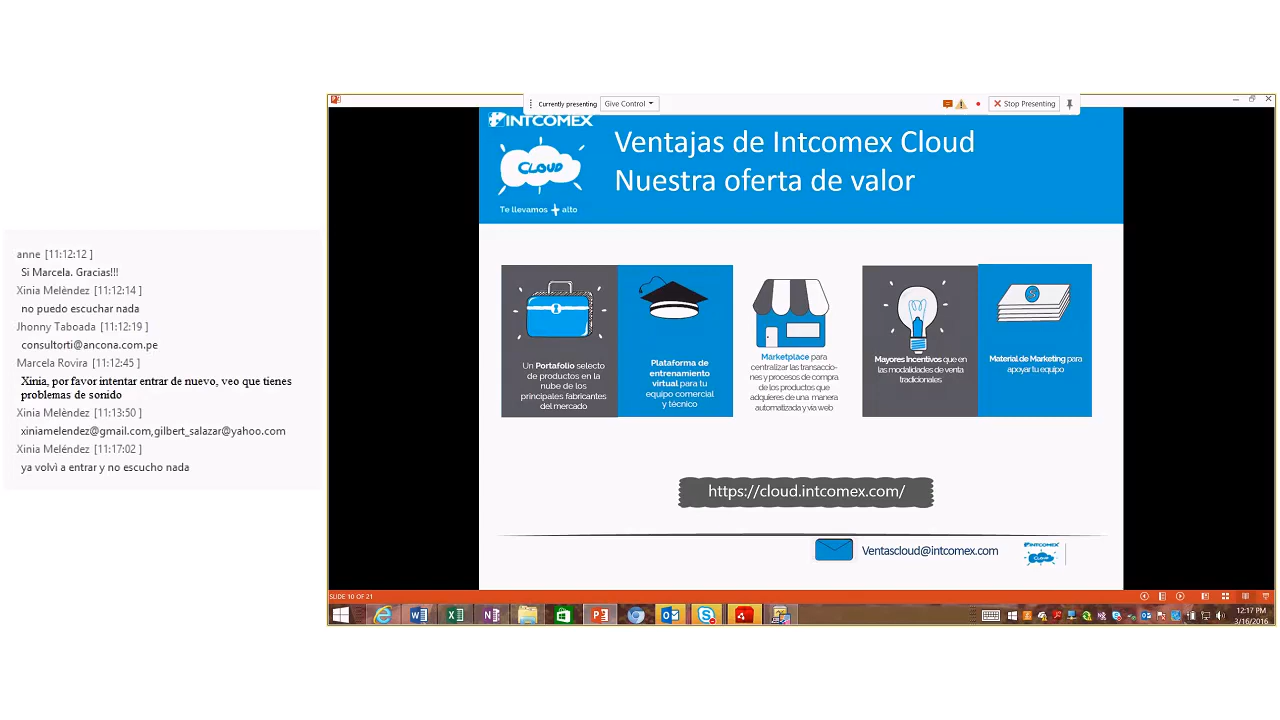 anne [11:12:12 ]
Si Marcela. Gracias!!!
Xinia Melèndez [11:12:14 ]
no puedo escuchar nada
Jhonny Taboada [11:12:19 ]
consultorti@ancona.com.pe
Marcela Rovira [11:12:45 ]
Xinia, por favor intentar entrar de nuevo, veo que tienes
problemas de sonido
Xinia Melèndez [11:13:50 ]
xiniamelendez@gmail.com,gilbert_salazar@yahoo.com
Xinia Meléndez [11:17:02 ]
ya volvì a entrar y no escucho nada
Currently presenting
Give Control
Stop Presenting
INTCOMEX
CLOUD
Te llevamos + alto
Ventajas de Intcomex Cloud
Nuestra oferta de valor
Un Portafolio selecto
de productos en la
nube de los
principales fabricantes
del mercado
Plataforma de
entrenamiento
virtual para tu
equipo comercial
y técnico
Marketplace para
centralizar las transaccio-
nes y procesos de compra
de los productos que
adquieres de una manera
automatizada y vía web
Mayores Incentivos que en
las modalidades de venta
tradicionales
$
Material de Marketing para
apoyar tu equipo
https://cloud.intcomex.com/
Ventascloud@intcomex.com
INTCOMEX
CLOUD
SLIDE 10 OF 21
12:17 PM
3/16/2016